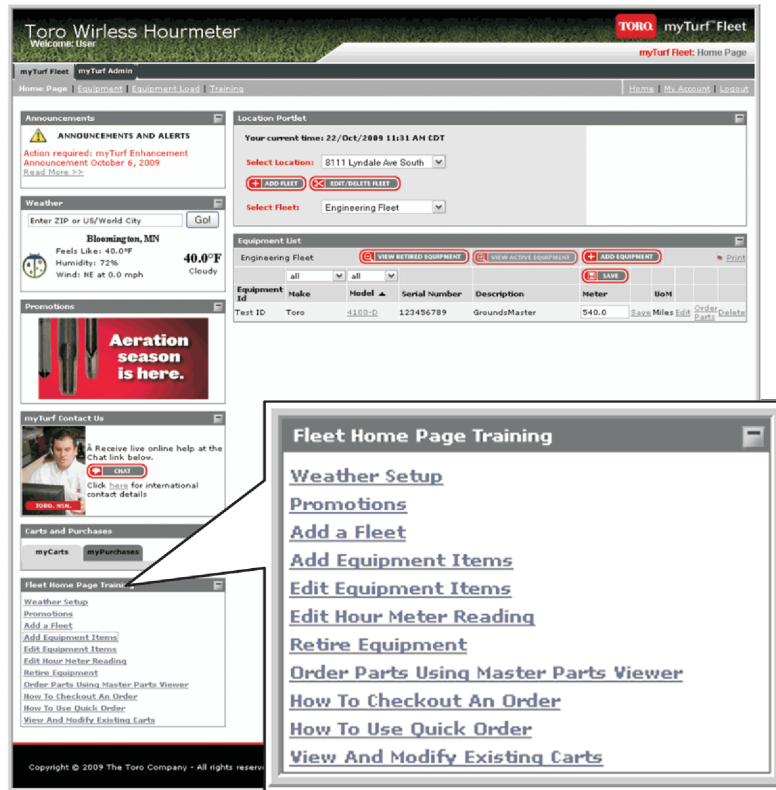 Toro Wirless Hourmeter
Welcome: User
TORO. myTurf™Fleet
myTurf Fleet: Home Page
myTurf Fleet myTurf Admin
Home Page | Equipment | Equipment Load | Training
Home | My Account | Logout
Announcements
ANNOUNCEMENTS AND ALERTS
Action required: myTurf Enhancement
Announcement October 6, 2009
Read More >>
Weather
Enter ZIP or US/World City Go!
Bloomington, MN
Feels Like: 40.0°F
Humidity: 72%
Wind: NE at 0.0 mph
40.0°F
Cloudy
Promotions
Aeration
season
is here.
myTurf Contact Us
Â Receive live online help at the
Chat link below.
CHAT
Click here for international
contact details
TORO. NSN.
Carts and Purchases
myCarts myPurchases
Fleet Home Page Training
Weather Setup
Promotions
Add a Fleet
Add Equipment Items
Edit Equipment Items
Edit Hour Meter Reading
Retire Equipment
Order Parts Using Master Parts Viewer
How To Checkout An Order
How To Use Quick Order
View And Modify Existing Carts
Location Portlet
Your current time: 22/Oct/2009 11:31 AM CDT
Select Location: 8111 Lyndale Ave South
ADD FLEET EDIT/DELETE FLEET
Select Fleet: Engineering Fleet
Equipment List
Engineering Fleet VIEW RETIRED EQUIPMENT VIEW ACTIVE EQUIPMENT ADD EQUIPMENT Print
all all SAVE
Equipment Id Make Model Serial Number Description Meter UoM
Test ID Toro 4100-D 123456789 GroundsMaster 540.0 Save Miles Edit Order Parts Delete
Fleet Home Page Training
Weather Setup
Promotions
Add a Fleet
Add Equipment Items
Edit Equipment Items
Edit Hour Meter Reading
Retire Equipment
Order Parts Using Master Parts Viewer
How To Checkout An Order
How To Use Quick Order
View And Modify Existing Carts
Copyright © 2009 The Toro Company - All rights